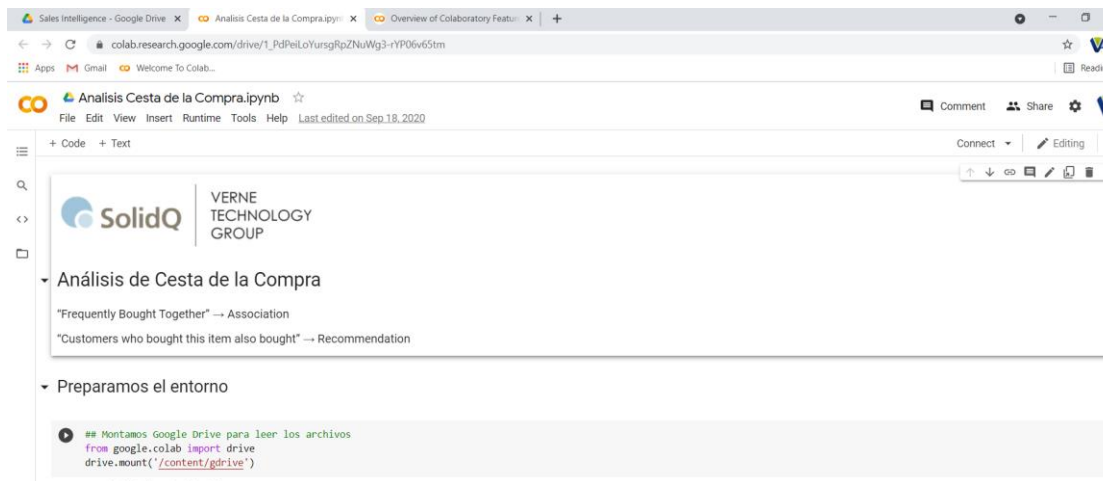 Sales Intelligence - Google Drive
Analisis Cesta de la Compra.ipyn
Overview of Colaboratory Featur
colab.research.google.com/drive/1_PdPeiLoYursgRpZNuWg3-rYP06v65tm
Apps Gmail Welcome To Colab...
Readi
CO Analisis Cesta de la Compra.ipynb
File Edit View Insert Runtime Tools Help Last edited on Sep 18, 2020
Comment Share
+ Code + Text
Connect Editing
SolidQ
VERNE
TECHNOLOGY
GROUP
Análisis de Cesta de la Compra
"Frequently Bought Together" → Association
"Customers who bought this item also bought" → Recommendation
Preparamos el entorno
## Montamos Google Drive para leer los archivos
from google.colab import drive
drive.mount('/content/gdrive')